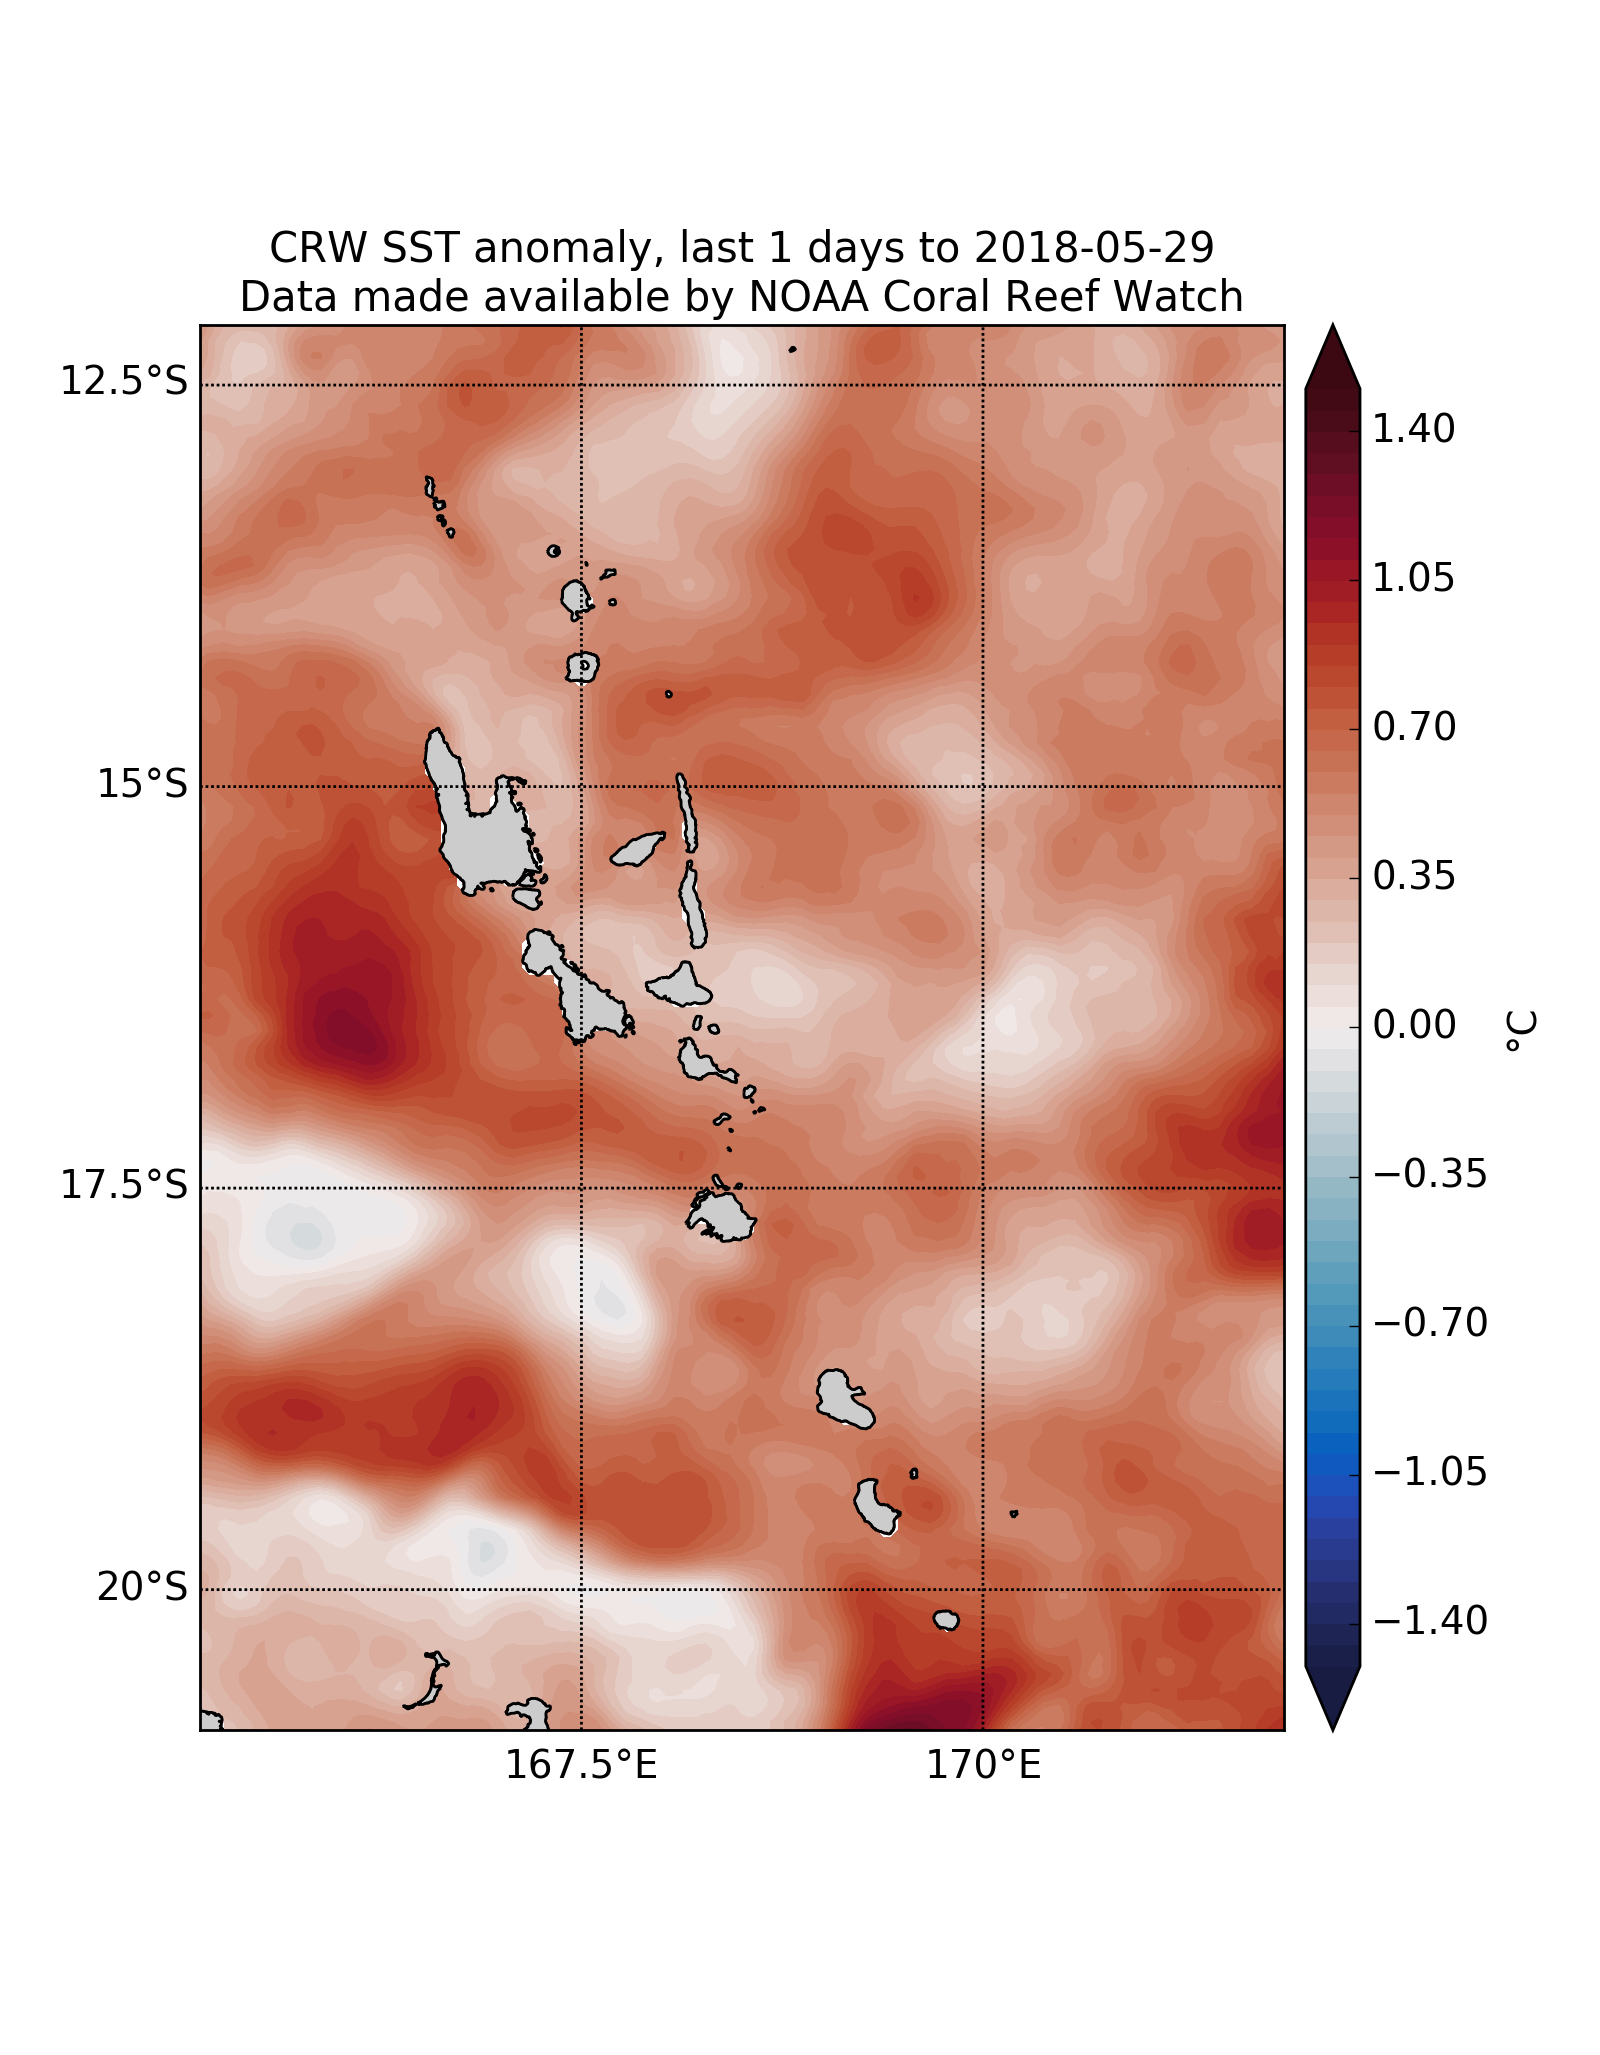 CRW SST anomaly, last 1 days to 2018-05-29
Data made available by NOAA Coral Reef Watch
12.5°S
15°S
17.5°S
20°S
167.5°E
170°E
1.40
1.05
0.70
0.35
0.00
−0.35
−0.70
−1.05
−1.40
°C